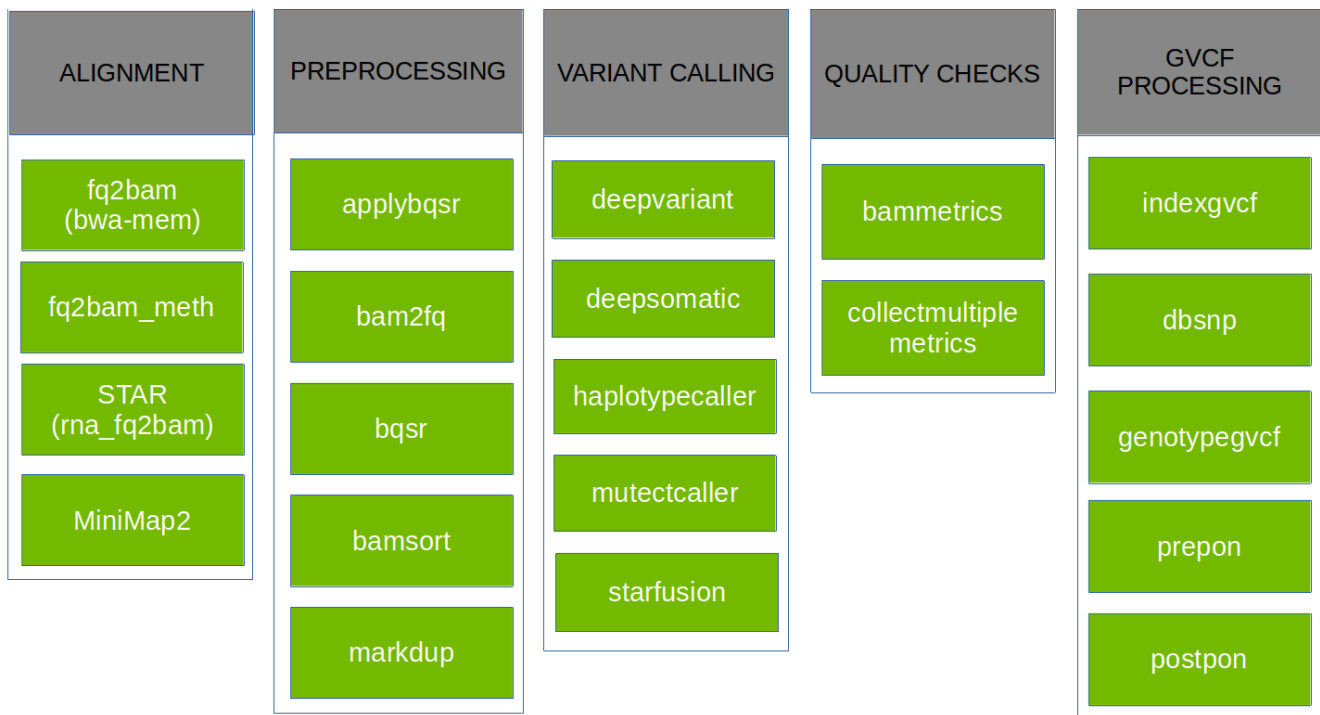 ALIGNMENT
fq2bam
(bwa-mem)
fq2bam_meth
STAR
(rna_fq2bam)
MiniMap2
PREPROCESSING
applybqsr
bam2fq
bqsr
bamsort
markdup
VARIANT CALLING
deepvariant
deepsomatic
haplotypecaller
mutectcaller
starfusion
QUALITY CHECKS
bammetrics
collectmultiple
metrics
GVCF
PROCESSING
indexgvcf
dbsnp
genotypegvcf
prepon
postpon